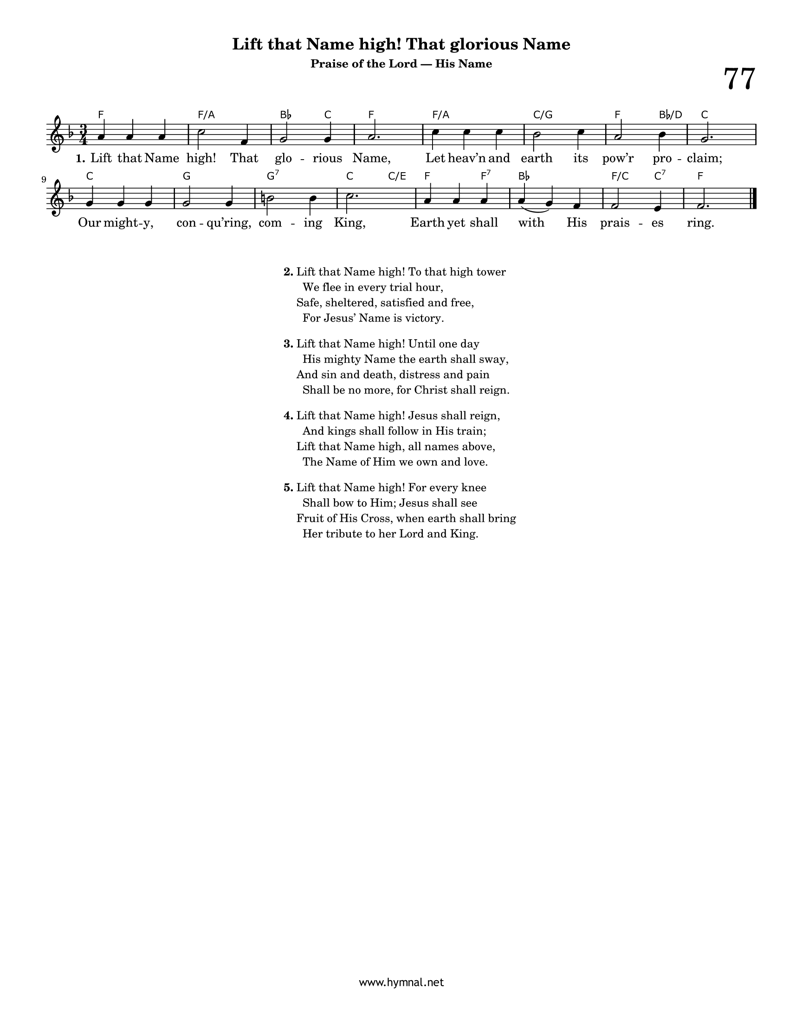 Lift that Name high! That glorious Name
Praise of the Lord — His Name
77
F F/A B♭ C F F/A C/G F B♭/D C
1. Lift that Name high! That glo - rious Name, Let heav'n and earth its pow'r pro - claim;
9
C G G7 C C/E F F7 B♭ F/C C7 F
Our might-y, con - qu'ring, com - ing King, Earth yet shall with His prais - es ring.
2. Lift that Name high! To that high tower
We flee in every trial hour,
Safe, sheltered, satisfied and free,
For Jesus' Name is victory.
3. Lift that Name high! Until one day
His mighty Name the earth shall sway,
And sin and death, distress and pain
Shall be no more, for Christ shall reign.
4. Lift that Name high! Jesus shall reign,
And kings shall follow in His train;
Lift that Name high, all names above,
The Name of Him we own and love.
5. Lift that Name high! For every knee
Shall bow to Him; Jesus shall see
Fruit of His Cross, when earth shall bring
Her tribute to her Lord and King.
www.hymnal.net